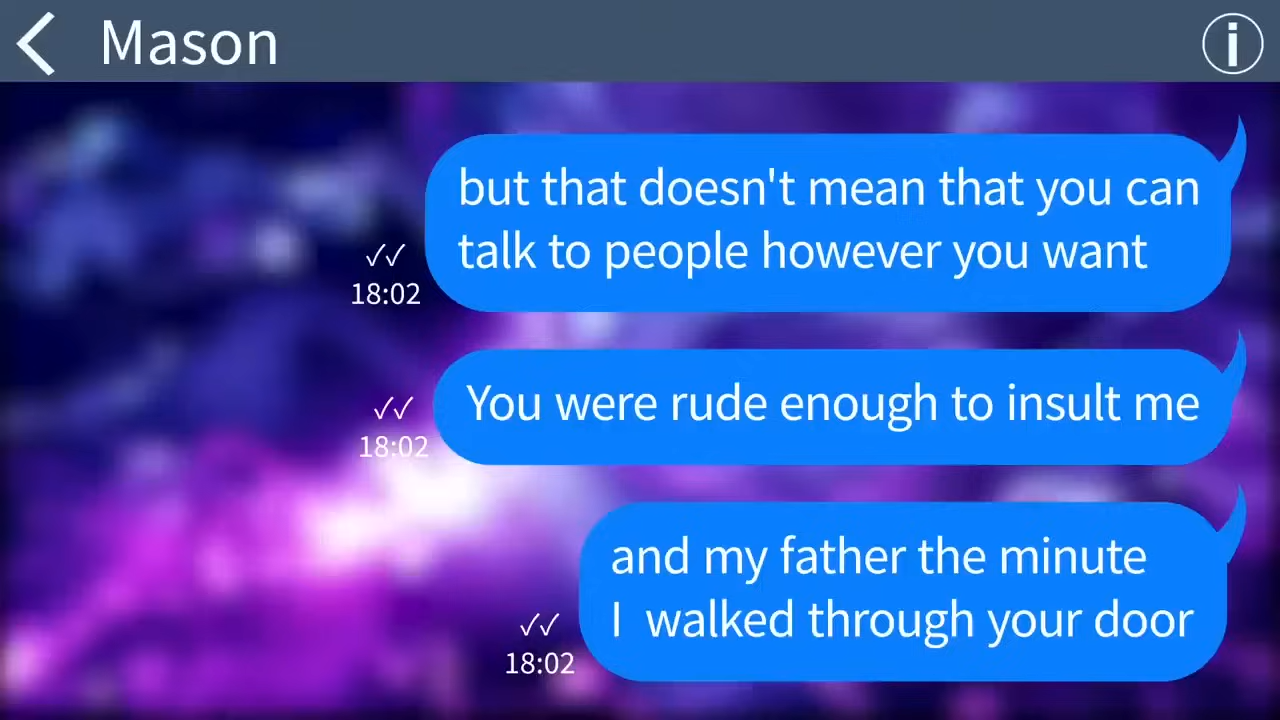 Mason
but that doesn't mean that you can
talk to people however you want
18:02
You were rude enough to insult me
18:02
and my father the minute
I walked through your door
18:02